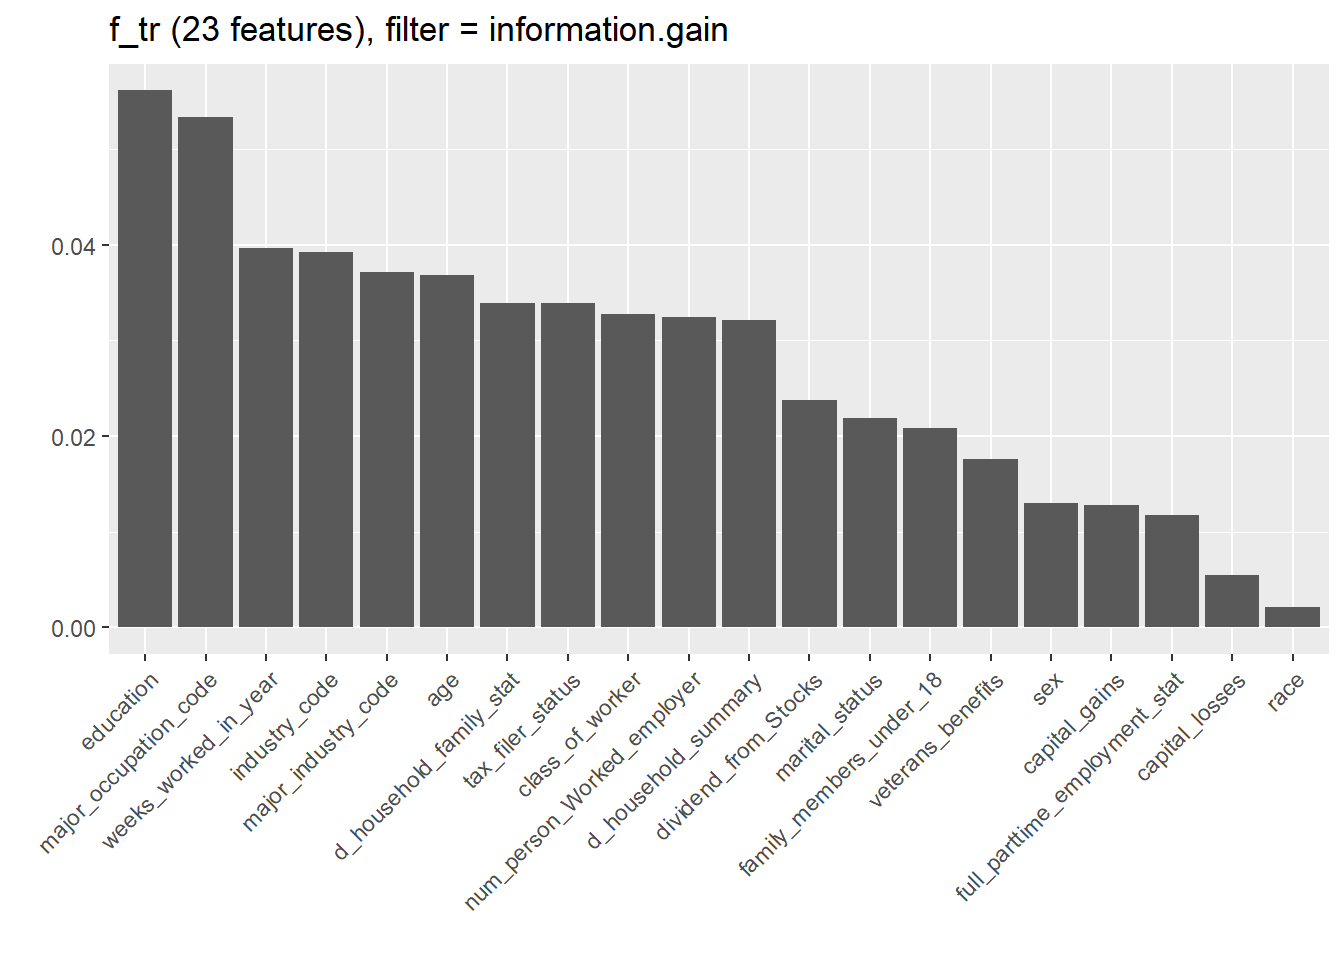 f_tr (23 features), filter = information.gain
0.04
0.02
0.00
education
major_occupation_code
weeks_worked_in_year
industry_code
major_industry_code
age
d_household_family_stat
tax_filer_status
class_of_worker
num_person_Worked_employer
d_household_summary
dividend_from_Stocks
marital_status
family_members_under_18
veterans_benefits
sex
capital_gains
full_parttime_employment_stat
capital_losses
race